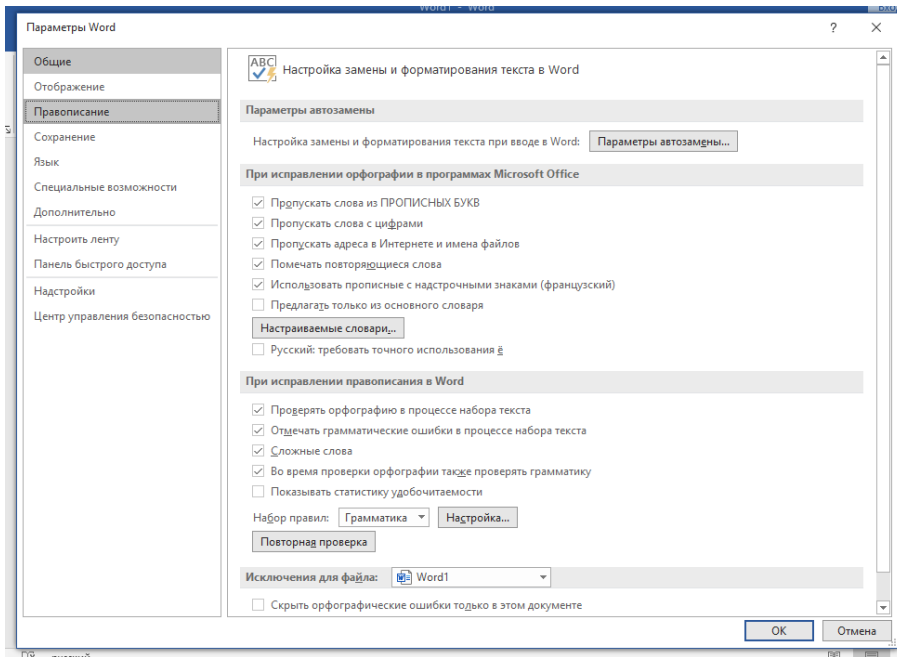 Word1 - Word
Параметры Word
Общие
Отображение
Правописание
Сохранение
Язык
Специальные возможности
Дополнительно
Настроить ленту
Панель быстрого доступа
Надстройки
Центр управления безопасностью
ABC
Настройка замены и форматирования текста в Word
Параметры автозамены
Настройка замены и форматирования текста при вводе в Word: Параметры автозамены...
При исправлении орфографии в программах Microsoft Office
Пропускать слова из ПРОПИСНЫХ БУКВ
Пропускать слова с цифрами
Пропускать адреса в Интернете и имена файлов
Помечать повторяющиеся слова
Использовать прописные с надстрочными знаками (французский)
Предлагать только из основного словаря
Настраиваемые словари...
Русский: требовать точного использования ё
При исправлении правописания в Word
Проверять орфографию в процессе набора текста
Отмечать грамматические ошибки в процессе набора текста
Сложные слова
Во время проверки орфографии также проверять грамматику
Показывать статистику удобочитаемости
Набор правил: Грамматика Настройка...
Повторная проверка
Исключения для файла: Word1
Скрыть орфографические ошибки только в этом документе
ОК Отмена